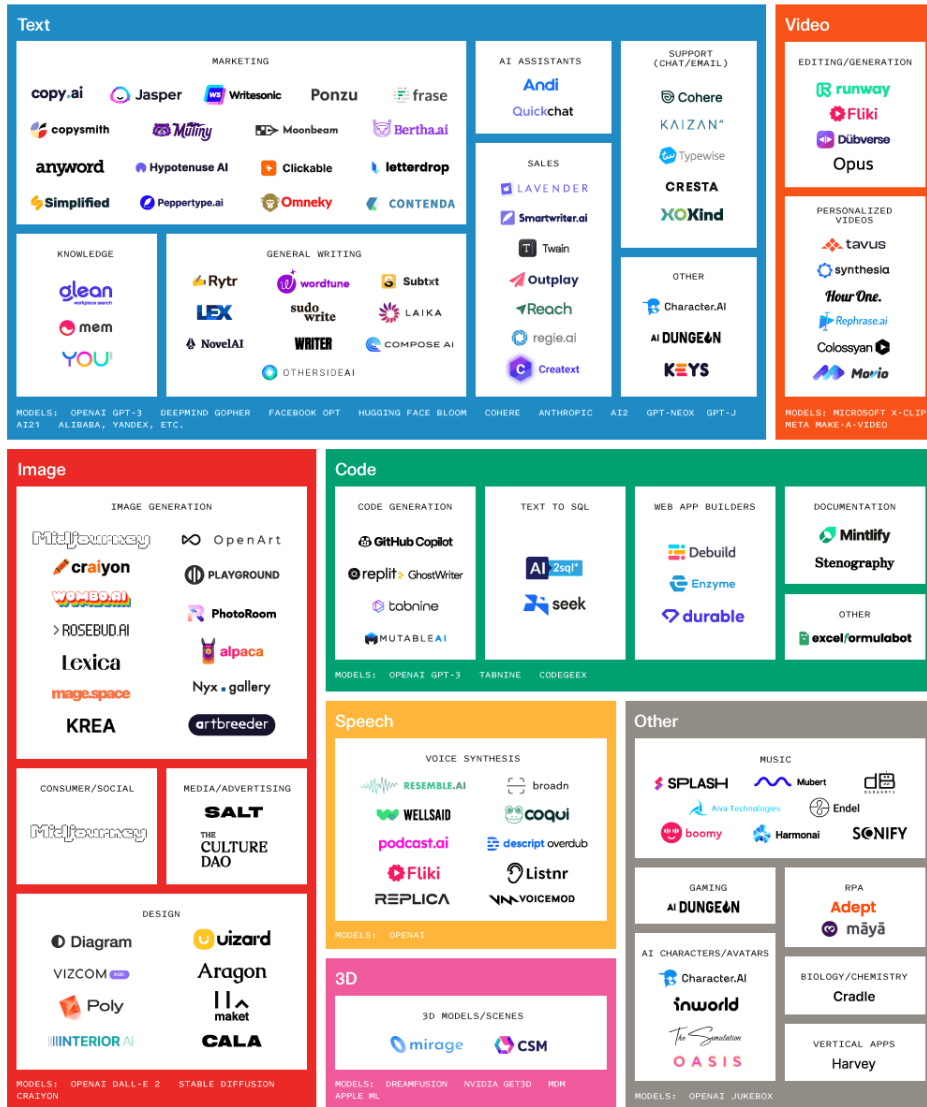 Text
MARKETING
copy.ai Jasper WS Writesonic Ponzu frase
copysmith Mutiny Moonbeam Bertha.ai
anyword Hypotenuse AI Clickable letterdrop
Simplified Peppertype.ai Omneky CONTENDA
AI ASSISTANTS
Andi
Quickchat
SUPPORT
(CHAT/EMAIL)
Cohere
KAIZAN
tw Typewise
CRESTA
XOKind
SALES
LAVENDER
Smartwriter.ai
T Twain
Outplay
Reach
regie.ai
C Creatext
KNOWLEDGE
glean
workplace search
mem
YOU
GENERAL WRITING
Rytr w wordtune S Subtxt
LEX sudo write LAIKA
NovelAI WRITER COMPOSE AI
OTHERSIDEAI
OTHER
Character.AI
AI DUNGEON
KEYS
MODELS: OPENAI GPT-3 DEEPMIND GOPHER FACEBOOK OPT HUGGING FACE BLOOM COHERE ANTHROPIC AI2 GPT-NEOX GPT-J
AI21 ALIBABA, YANDEX, ETC.
Video
EDITING/GENERATION
runway
Fliki
Dübverse
Opus
PERSONALIZED
VIDEOS
tavus
synthesia
Hour One.
Rephrase.ai
Colossyan
Movio
MODELS: MICROSOFT X-CLIP
META MAKE-A-VIDEO
Image
IMAGE GENERATION
Midjourney OpenArt
craiyon PLAYGROUND
WOMBO.AI PhotoRoom
>ROSEBUD.AI alpaca
Lexica Nyx.gallery
mage.space artbreeder
KREA
CONSUMER/SOCIAL
Midjourney
MEDIA/ADVERTISING
SALT
THE
CULTURE
DAO
DESIGN
Diagram uizard
VIZCOM Aragon
Poly maket
INTERIOR AI CALA
MODELS: OPENAI DALL-E 2 STABLE DIFFUSION
CRAIYON
Code
CODE GENERATION
GitHub Copilot
replit GhostWriter
tabnine
MUTABLEAI
TEXT TO SQL
AI 2sql
seek
WEB APP BUILDERS
Debuild
Enzyme
durable
DOCUMENTATION
Mintlify
Stenography
OTHER
excelformulabot
MODELS: OPENAI GPT-3 TABNINE CODEGEEX
Speech
VOICE SYNTHESIS
RESEMBLE.AI broadn
WELLSAID coqui
podcast.ai descript overdub
Fliki Listnr
REPLICA VOICEMOD
MODELS: OPENAI
3D
3D MODELS/SCENES
mirage CSM
MODELS: DREAMFUSION NVIDIA GET3D MDM
APPLE ML
Other
MUSIC
SPLASH Mubert dB
Aiva Technologies Endel
boomy Harmonai SONIFY
GAMING
AI DUNGEON
RPA
Adept
māyā
AI CHARACTERS/AVATARS
Character.AI
inworld
The Simulation
OASIS
BIOLOGY/CHEMISTRY
Cradle
VERTICAL APPS
Harvey
MODELS: OPENAI JUKEBOX